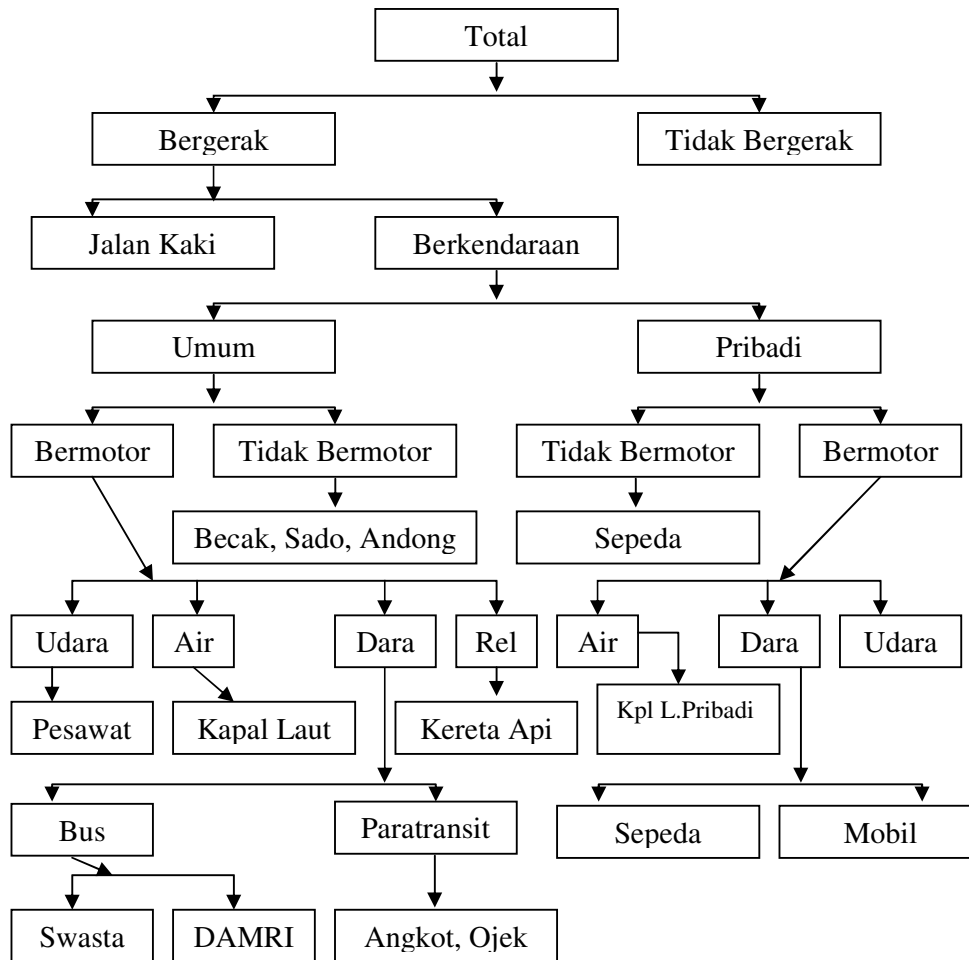 Total
Bergerak
Tidak Bergerak
Jalan Kaki
Berkendaraan
Umum
Pribadi
Bermotor
Tidak Bermotor
Tidak Bermotor
Bermotor
Becak, Sado, Andong
Sepeda
Udara
Air
Dara
Rel
Air
Dara
Udara
Pesawat
Kapal Laut
Kereta Api
Kpl L.Pribadi
Bus
Paratransit
Sepeda
Mobil
Swasta
DAMRI
Angkot, Ojek